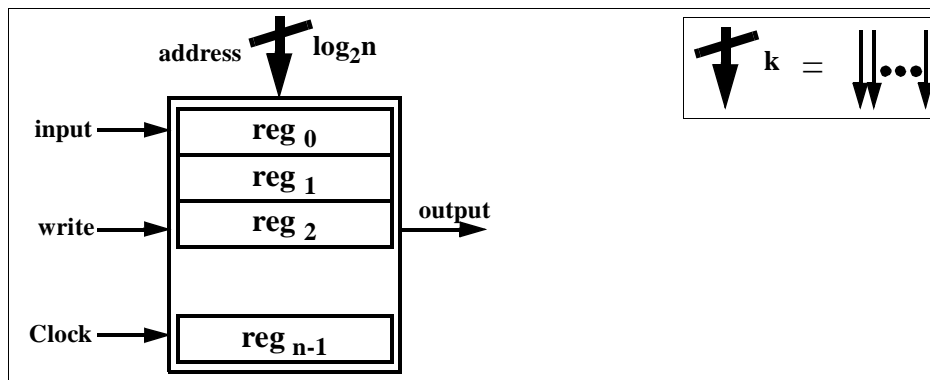 address
log₂n
k =
input
reg 0
reg 1
write
reg 2
output
Clock
reg n-1